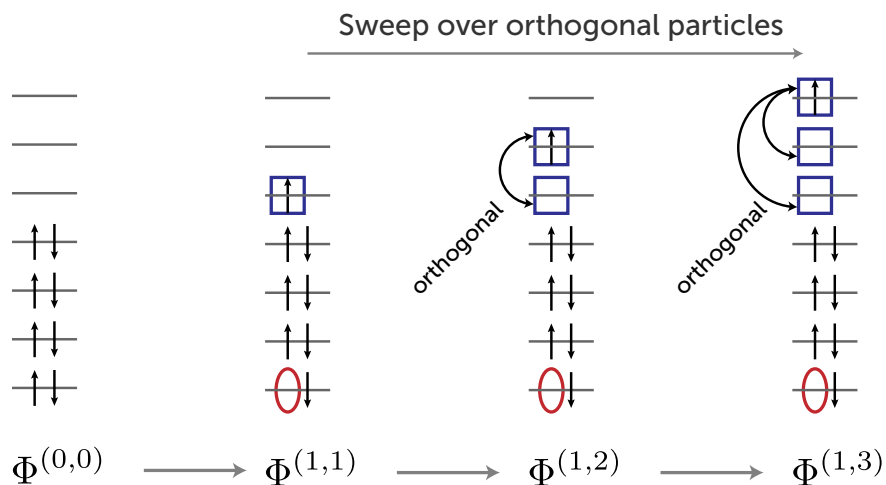 Sweep over orthogonal particles
orthogonal
orthogonal
Φ^(0,0)
Φ^(1,1)
Φ^(1,2)
Φ^(1,3)